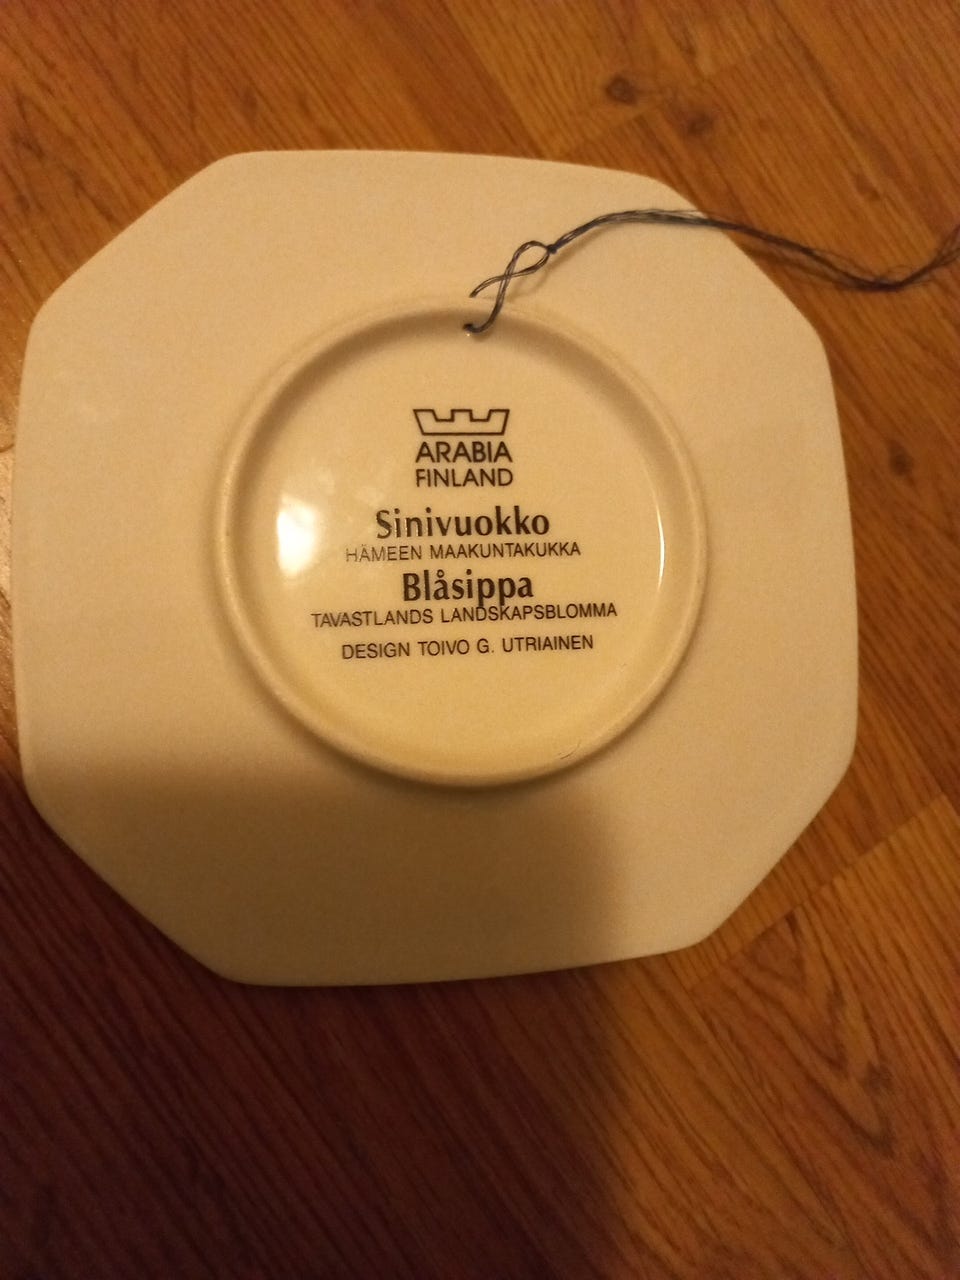 ARABIA
FINLAND
Sinivuokko
HÄMEEN MAAKUNTAKUKKA
Blåsippa
TAVASTLANDS LANDSKAPSBLOMMA
DESIGN TOIVO G. UTRIAINEN